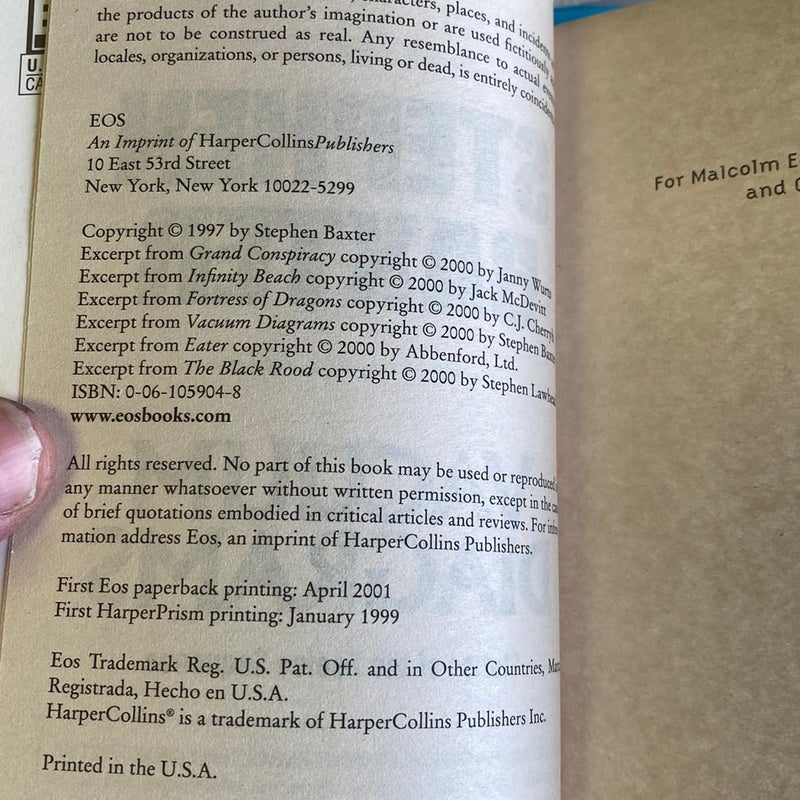 U.
CA
characters, places, and incidents
the products of the author's imagination or are used fictitiously
are not to be construed as real. Any resemblance to actual
locales, organizations, or persons, living or dead, is entirely
EOS
An Imprint of HarperCollinsPublishers
10 East 53rd Street
New York, New York 10022-5299
Copyright © 1997 by Stephen Baxter
Excerpt from Grand Conspiracy copyright © 2000 by Janny Wurts
Excerpt from Infinity Beach copyright © 2000 by Jack McDevitt
Excerpt from Fortress of Dragons copyright © 2000 by C.J. Cherryh
Excerpt from Vacuum Diagrams copyright © 2000 by Stephen
Excerpt from Eater copyright © 2000 by Abbenford, Ltd.
Excerpt from The Black Rood copyright © 2000 by Stephen
ISBN: 0-06-105904-8
www.eosbooks.com
All rights reserved. No part of this book may be used or reproduced
any manner whatsoever without written permission, except in the
of brief quotations embodied in critical articles and reviews. For
mation address Eos, an imprint of HarperCollins Publishers.
First Eos paperback printing: April 2001
First HarperPrism printing: January 1999
Eos Trademark Reg. U.S. Pat. Off. and in Other Countries,
Registrada, Hecho en U.S.A.
HarperCollins® is a trademark of HarperCollins Publishers Inc.
Printed in the U.S.A.
For Malcolm E
and